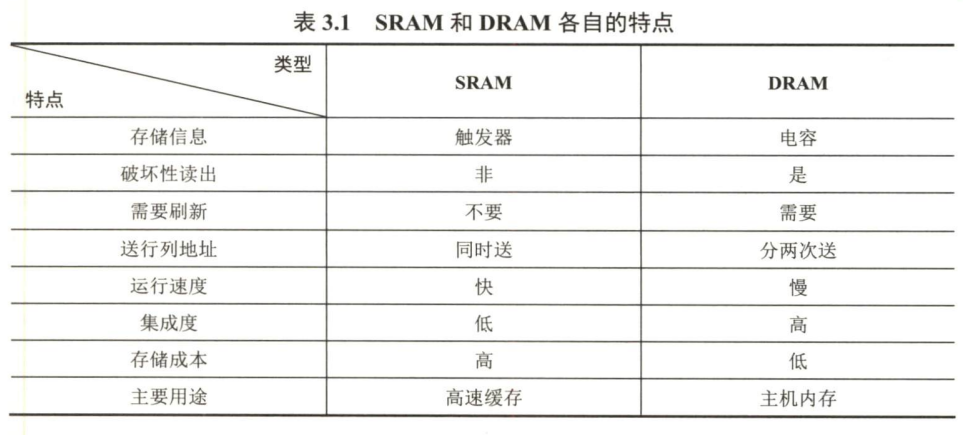 表 3.1 SRAM 和 DRAM 各自的特点
类型
特点
SRAM
DRAM
存储信息 触发器 电容
破坏性读出 非 是
需要刷新 不要 需要
送行列地址 同时送 分两次送
运行速度 快 慢
集成度 低 高
存储成本 高 低
主要用途 高速缓存 主机内存